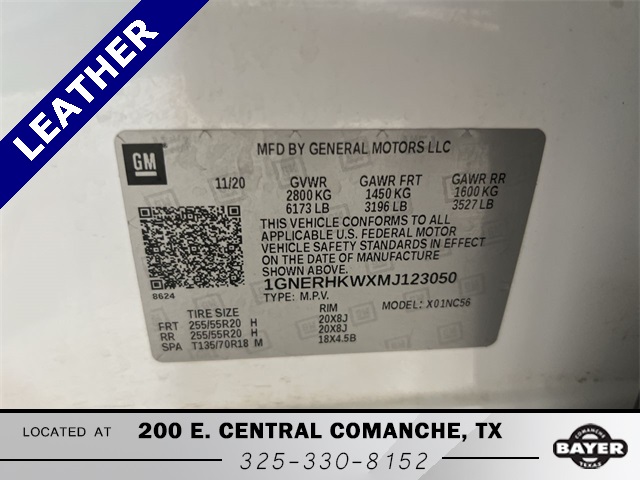 LEATHER
GM
MFD BY GENERAL MOTORS LLC
11/20 GVWR GAWR FRT GAWR RR
2800 KG 1450 KG 1600 KG
6173 LB 3196 LB 3527 LB
THIS VEHICLE CONFORMS TO ALL
APPLICABLE U.S. FEDERAL MOTOR
VEHICLE SAFETY STANDARDS IN EFFECT
ON THE DATE OF MANUFACTURE
SHOWN ABOVE.
8624 1GNERHKWXMJ123050
TYPE: M.P.V. MODEL: X01NC56
TIRE SIZE RIM
FRT 255/55R20 H 20X8J
RR 255/55R20 H 20X8J
SPA T135/70R18 M 18X4.5B
LOCATED AT 200 E. CENTRAL COMANCHE, TX
325-330-8152
COMANCHE
BAYER
TEXAS